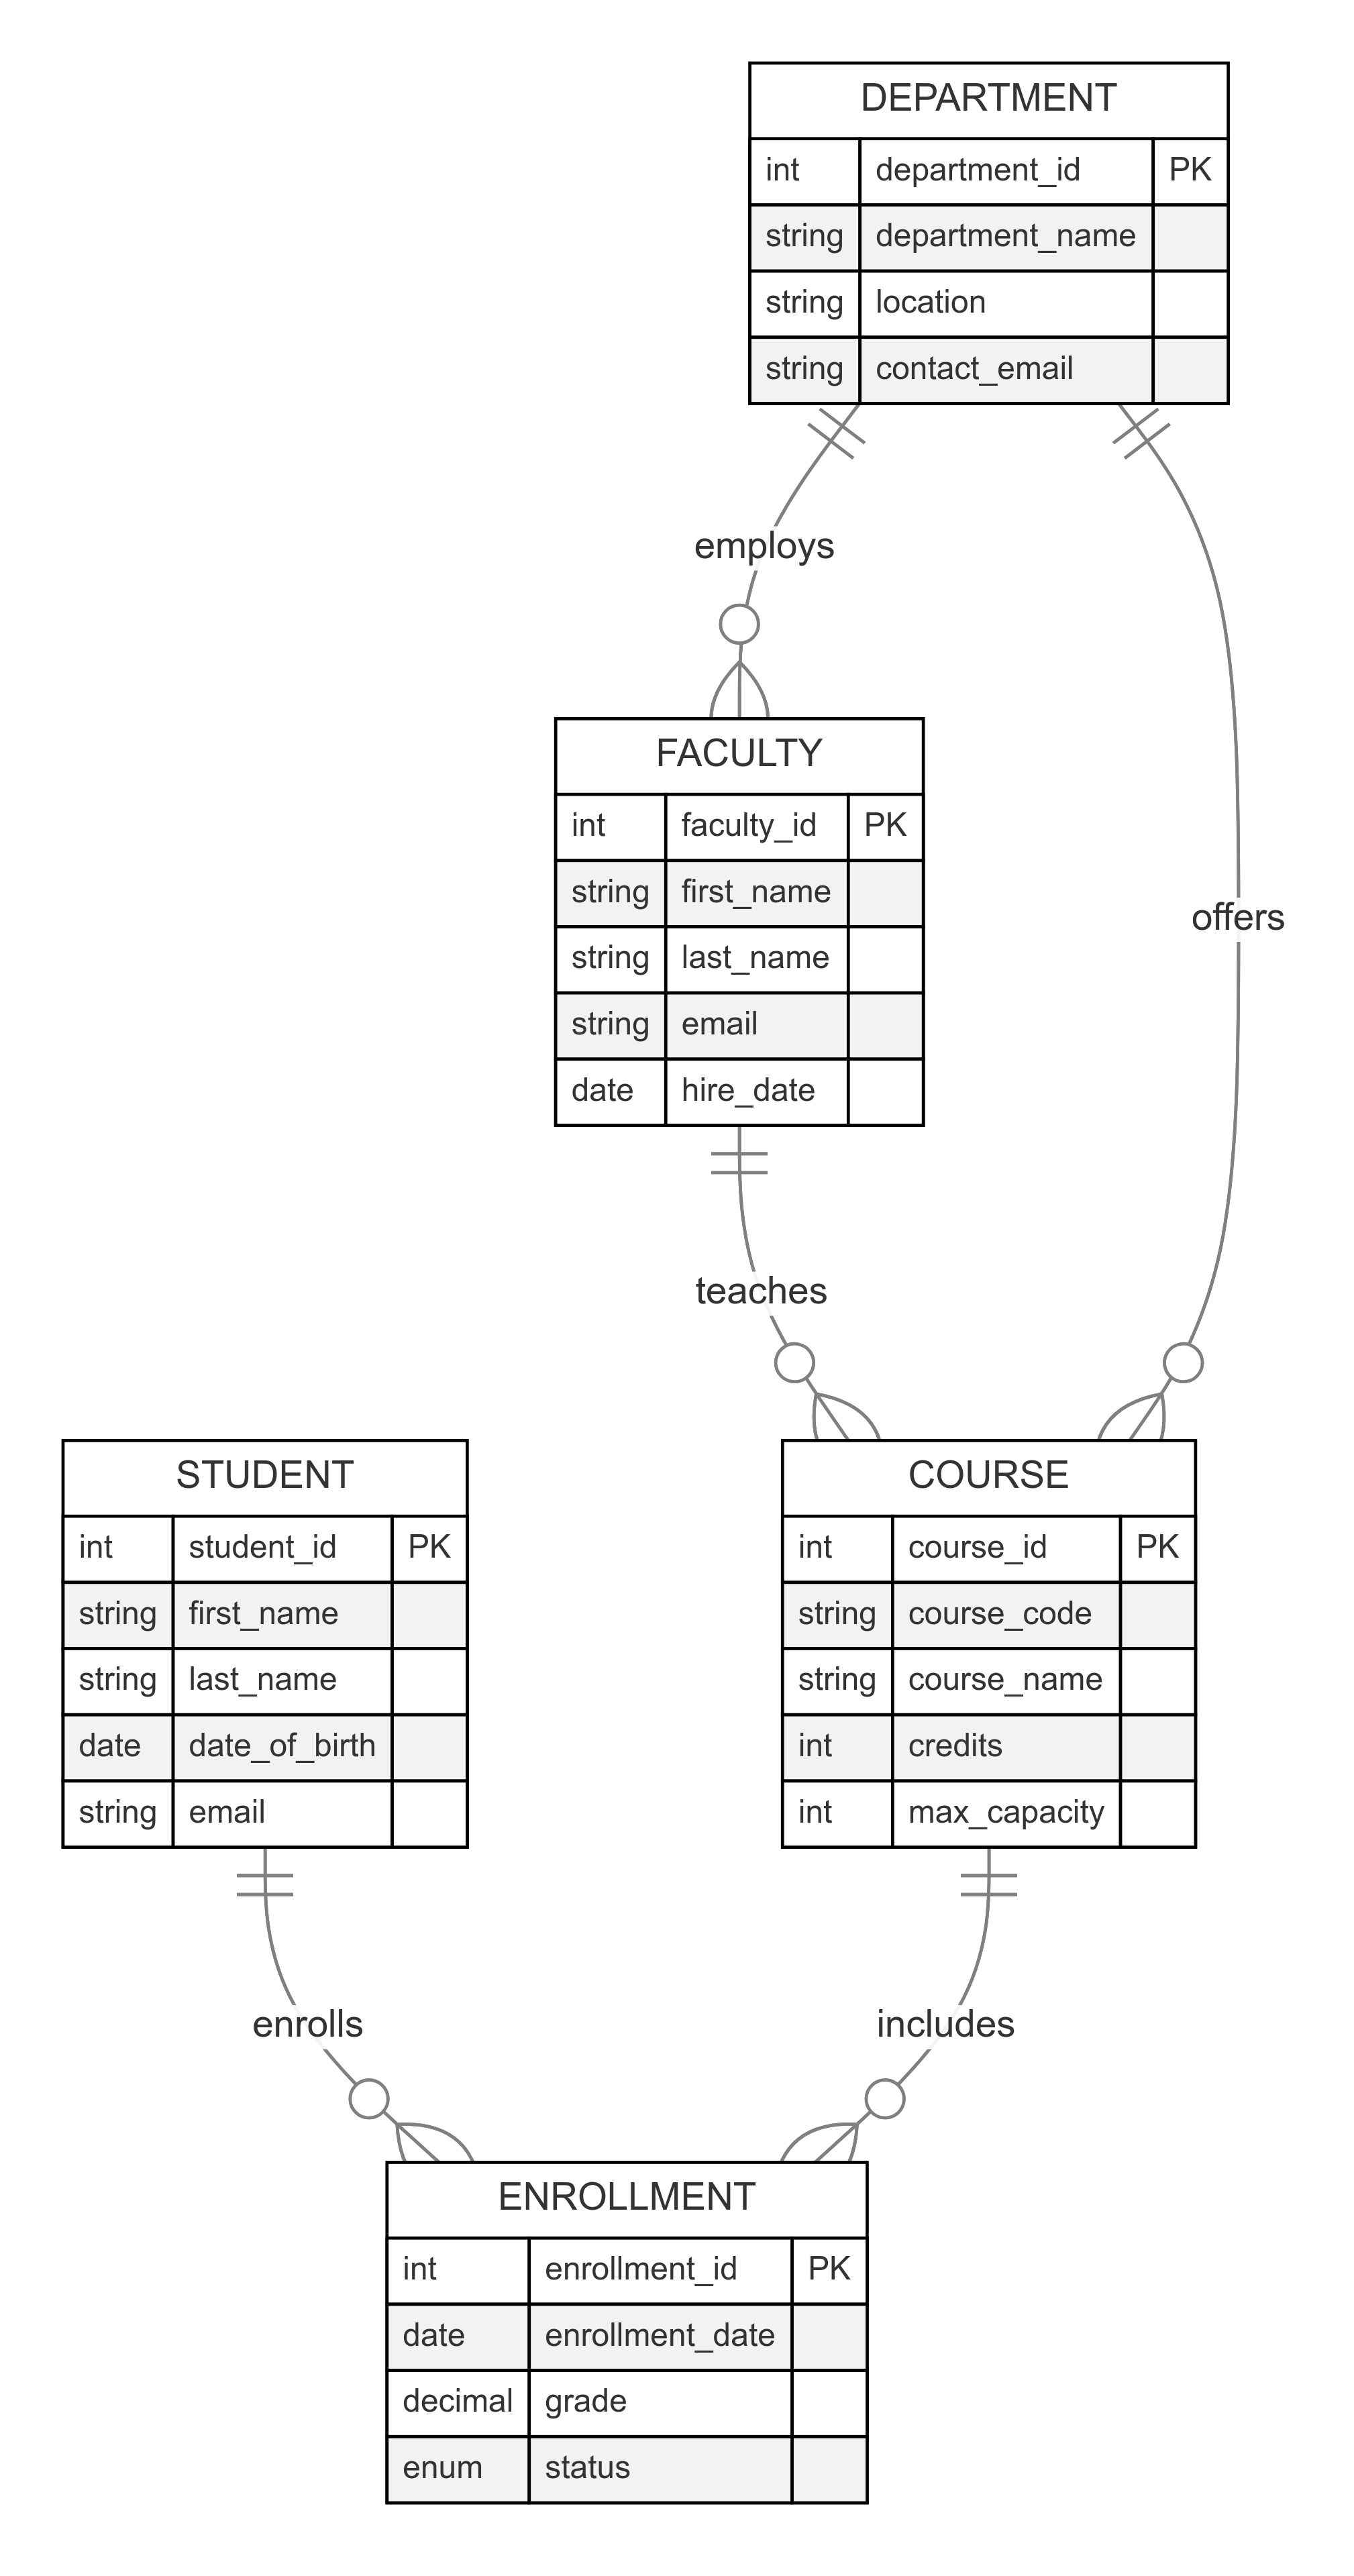 DEPARTMENT
int department_id PK
string department_name
string location
string contact_email
employs
offers
FACULTY
int faculty_id PK
string first_name
string last_name
string email
date hire_date
teaches
STUDENT
int student_id PK
string first_name
string last_name
date date_of_birth
string email
COURSE
int course_id PK
string course_code
string course_name
int credits
int max_capacity
enrolls
includes
ENROLLMENT
int enrollment_id PK
date enrollment_date
decimal grade
enum status